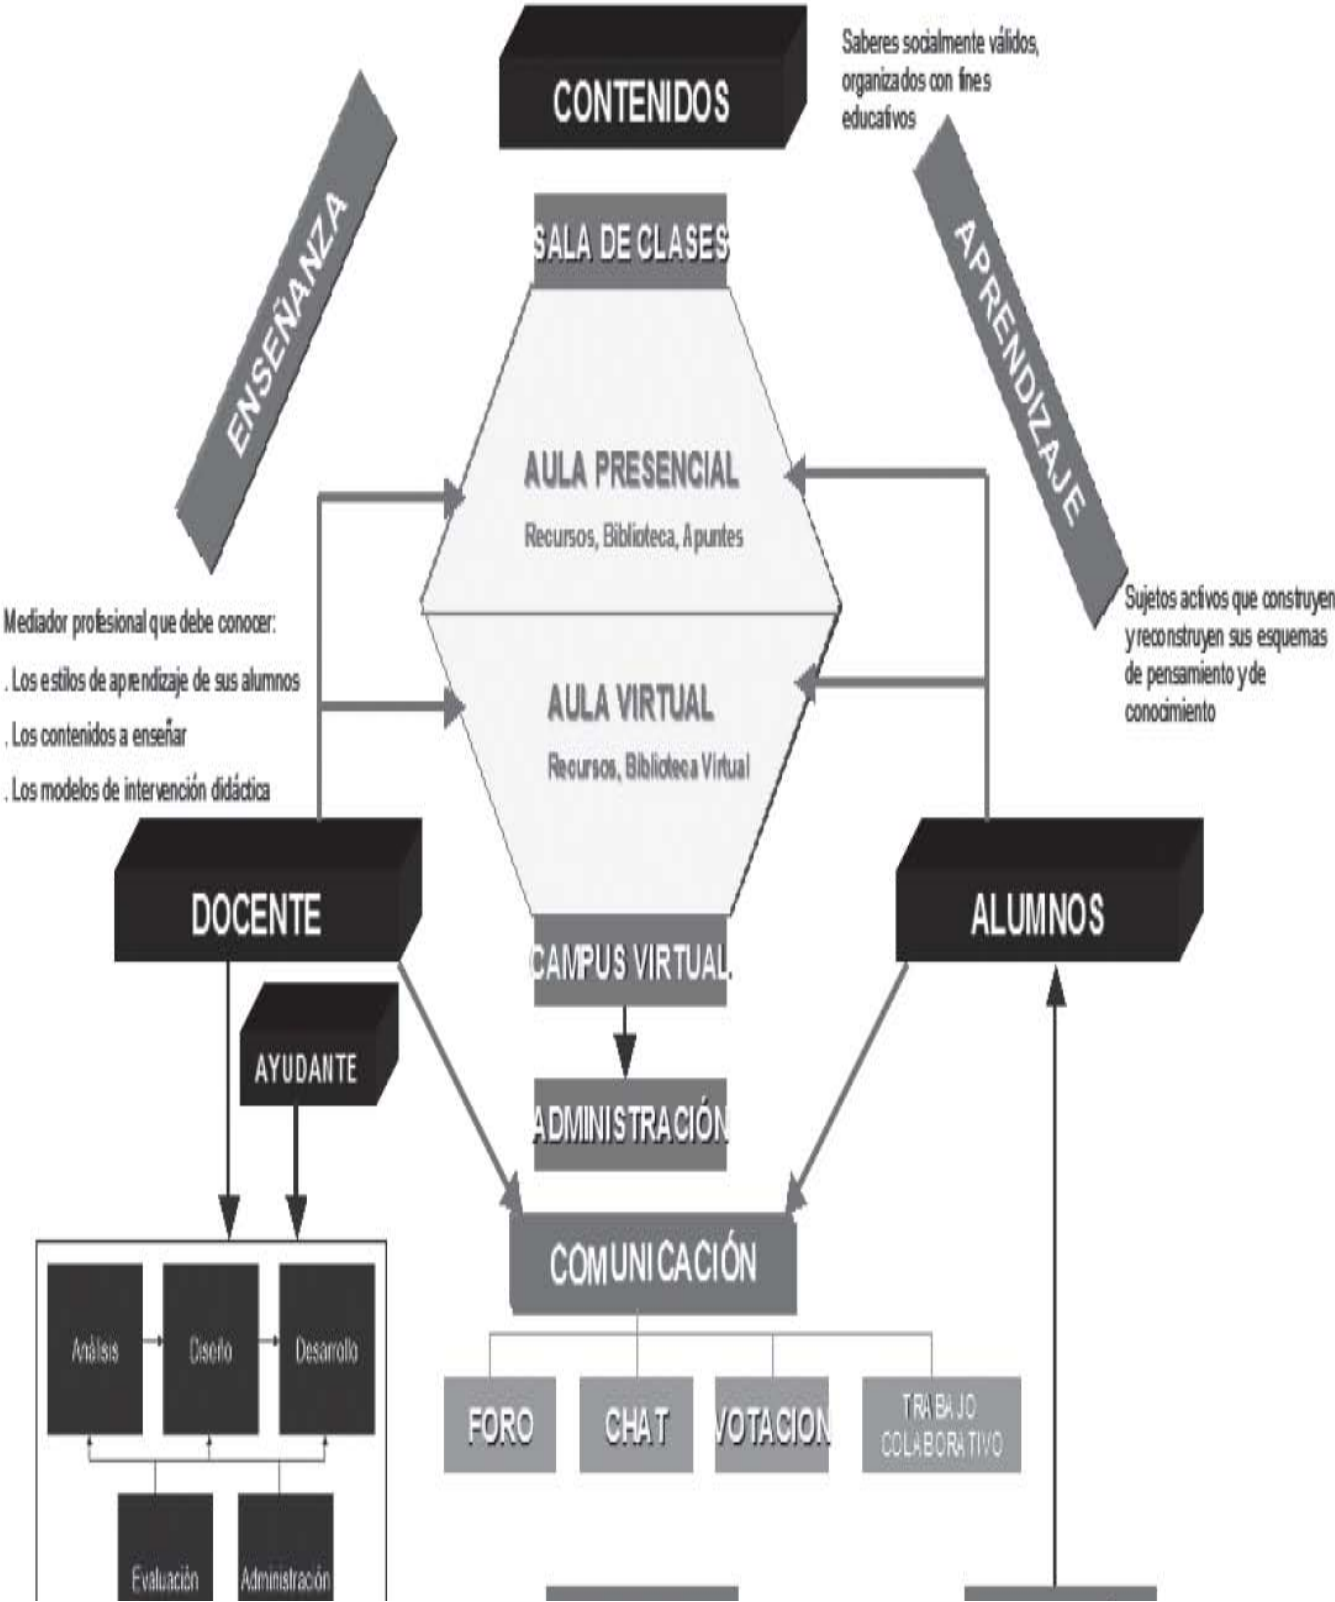 CONTENIDOS
Saberes socialmente válidos,
organizados con fines
educativos
SALA DE CLASES
ENSEÑANZA
APRENDIZAJE
AULA PRESENCIAL
Recursos, Biblioteca, Apuntes
Mediador profesional que debe conocer:
. Los estilos de aprendizaje de sus alumnos
. Los contenidos a enseñar
. Los modelos de intervención didáctica
Sujetos activos que construyen
y reconstruyen sus esquemas
de pensamiento y de
conocimiento
AULA VIRTUAL
Recursos, Biblioteca Virtual
DOCENTE
ALUMNOS
CAMPUS VIRTUAL
AYUDANTE
ADMINISTRACIÓN
COMUNICACIÓN
Análisis
Diseño
Desarrollo
FORO
CHAT
VOTACION
TRABAJO
COLABORATIVO
Evaluación
Administración